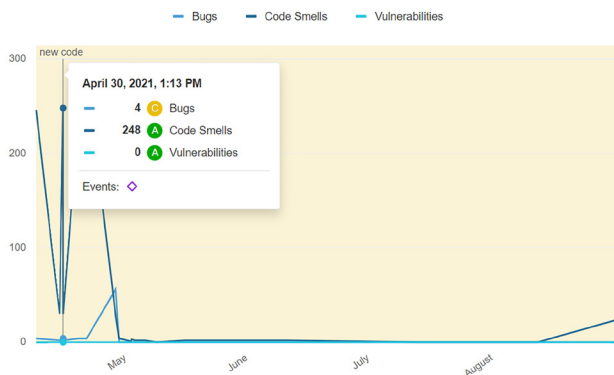 Bugs Code Smells Vulnerabilities
new code
300
April 30, 2021, 1:13 PM
4 C Bugs
248 A Code Smells
0 A Vulnerabilities
Events:
200
100
0
May June July August